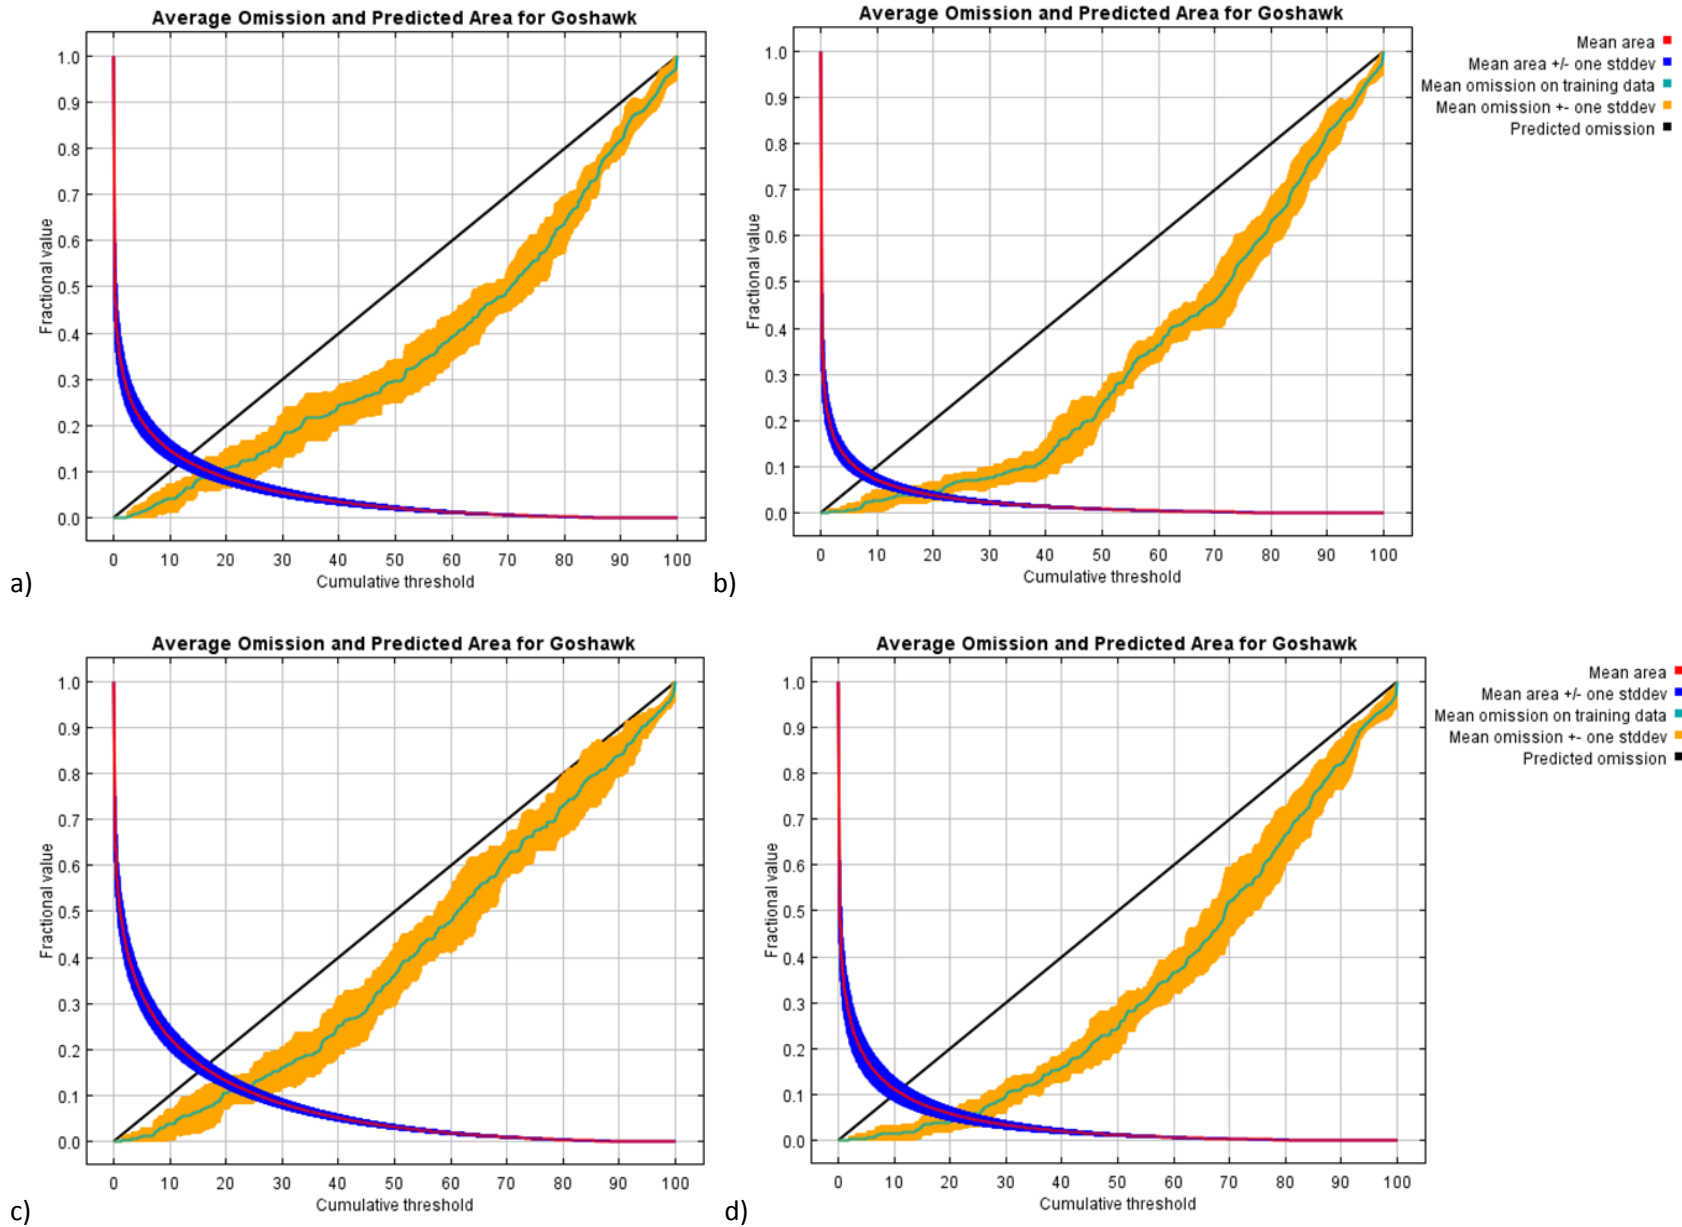 Average Omission and Predicted Area for Goshawk
1.0
0.9
0.8
0.7
0.6
0.5
0.4
0.3
0.2
0.1
0.0
Fractional value
0 10 20 30 40 50 60 70 80 90 100
Cumulative threshold
a)
Average Omission and Predicted Area for Goshawk
1.0
0.9
0.8
0.7
0.6
0.5
0.4
0.3
0.2
0.1
0.0
Fractional value
0 10 20 30 40 50 60 70 80 90 100
Cumulative threshold
b)
Mean area
Mean area +/- one stddev
Mean omission on training data
Mean omission +- one stddev
Predicted omission
Average Omission and Predicted Area for Goshawk
1.0
0.9
0.8
0.7
0.6
0.5
0.4
0.3
0.2
0.1
0.0
Fractional value
0 10 20 30 40 50 60 70 80 90 100
Cumulative threshold
c)
Average Omission and Predicted Area for Goshawk
1.0
0.9
0.8
0.7
0.6
0.5
0.4
0.3
0.2
0.1
0.0
Fractional value
0 10 20 30 40 50 60 70 80 90 100
Cumulative threshold
d)
Mean area
Mean area +/- one stddev
Mean omission on training data
Mean omission +- one stddev
Predicted omission